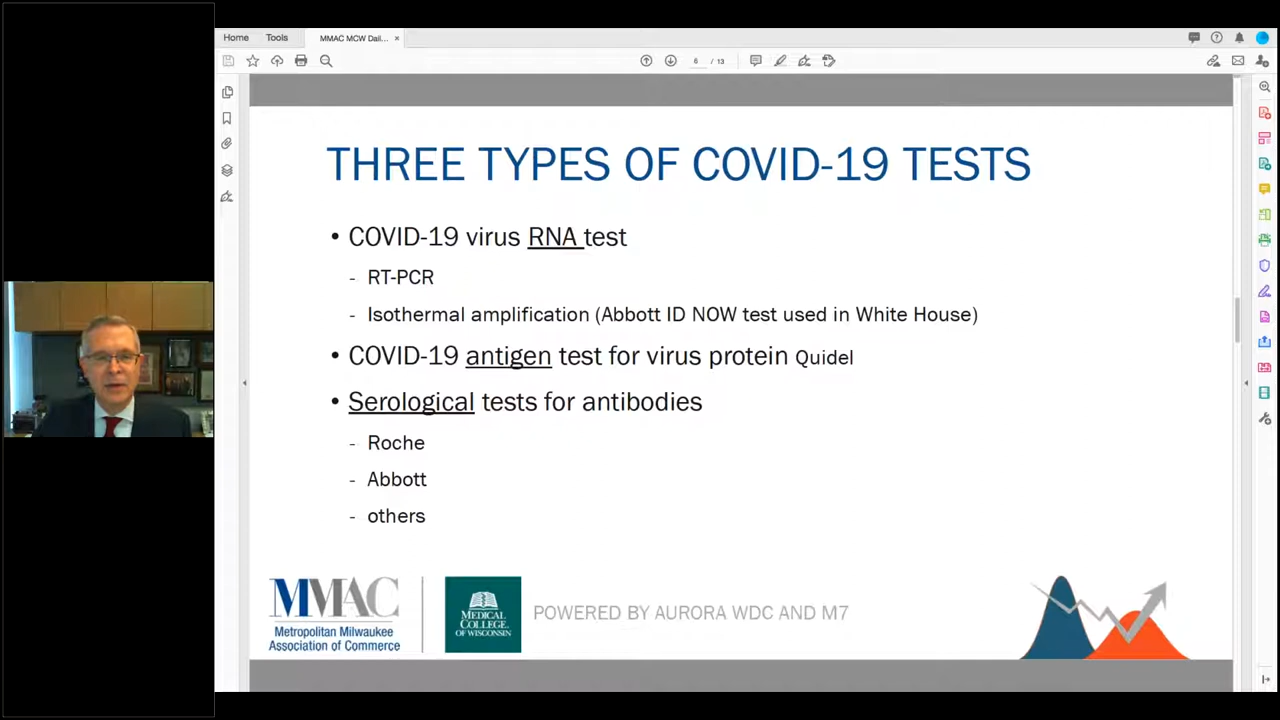 Home Tools MMAC MCW Dail... ×
6 / 13
THREE TYPES OF COVID-19 TESTS
• COVID-19 virus RNA test
- RT-PCR
- Isothermal amplification (Abbott ID NOW test used in White House)
• COVID-19 antigen test for virus protein Quidel
• Serological tests for antibodies
- Roche
- Abbott
- others
MMAC
Metropolitan Milwaukee
Association of Commerce
MEDICAL
COLLEGE
OF WISCONSIN
POWERED BY AURORA WDC AND M7